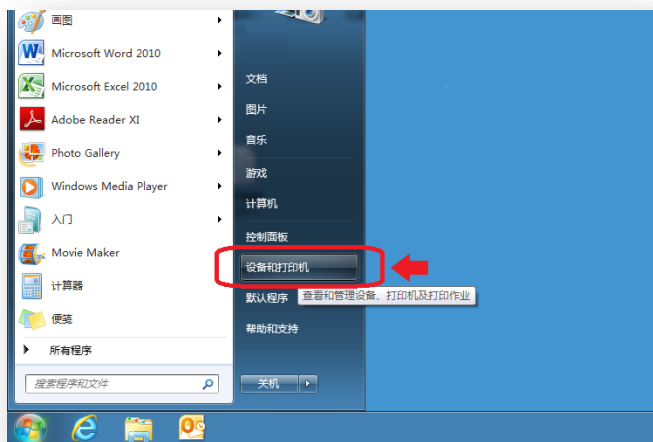 画图
Microsoft Word 2010
Microsoft Excel 2010
Adobe Reader XI
Photo Gallery
Windows Media Player
入门
Movie Maker
计算器
便笺
所有程序
搜索程序和文件
文档
图片
音乐
游戏
计算机
控制面板
设备和打印机
默认程序
查看和管理设备、打印机及打印作业
帮助和支持
关机